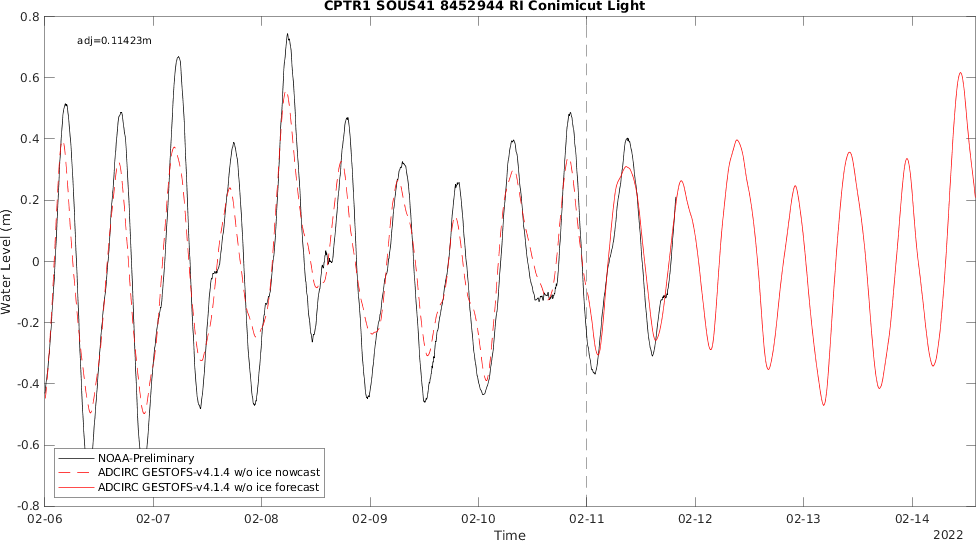 CPTR1 SOUS41 8452944 RI Conimicut Light
adj=0.11423m
0.8
0.6
0.4
0.2
0
-0.2
-0.4
-0.6
-0.8
Water Level (m)
NOAA-Preliminary
ADCIRC GESTOFS-v4.1.4 w/o ice nowcast
ADCIRC GESTOFS-v4.1.4 w/o ice forecast
02-06 02-07 02-08 02-09 02-10 02-11 02-12 02-13 02-14
Time
2022